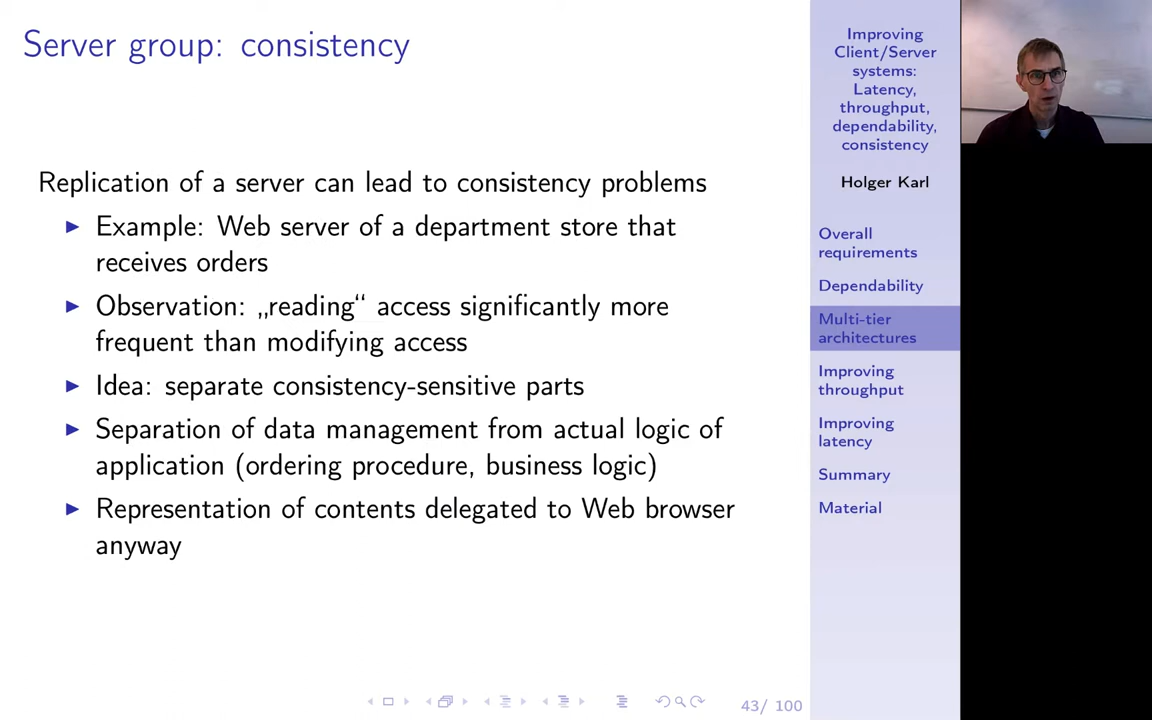 Server group: consistency
Replication of a server can lead to consistency problems
Example: Web server of a department store that
receives orders
Observation: „reading“ access significantly more
frequent than modifying access
Idea: separate consistency-sensitive parts
Separation of data management from actual logic of
application (ordering procedure, business logic)
Representation of contents delegated to Web browser
anyway
Improving
Client/Server
systems:
Latency,
throughput,
dependability,
consistency
Holger Karl
Overall
requirements
Dependability
Multi-tier
architectures
Improving
throughput
Improving
latency
Summary
Material
43/ 100